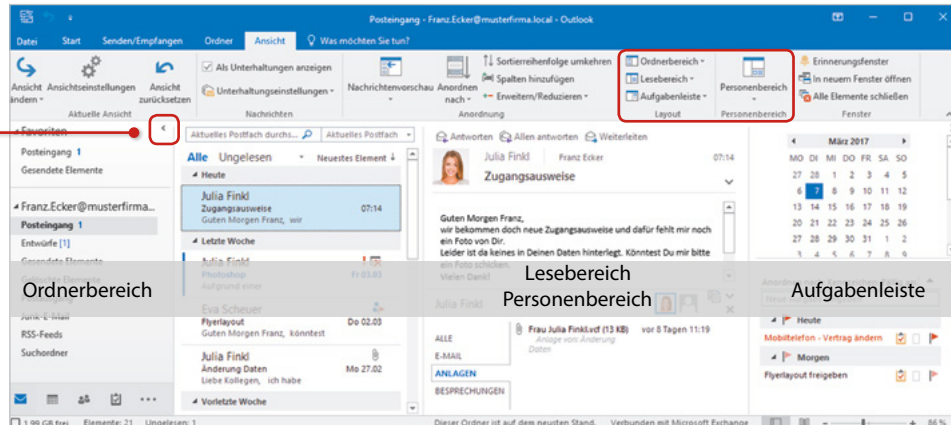 Posteingang - Franz.Ecker@musterfirma.local - Outlook
Datei Start Senden/Empfangen Ordner Ansicht Was möchten Sie tun?
Ansicht ändern
Ansichtseinstellungen
Ansicht zurücksetzen
Aktuelle Ansicht
Als Unterhaltungen anzeigen
Unterhaltungseinstellungen
Nachrichten
Nachrichtenvorschau
Anordnen nach
Sortierreihenfolge umkehren
Spalten hinzufügen
Erweitern/Reduzieren
Anordnung
Ordnerbereich
Lesebereich
Aufgabenleiste
Layout
Personenbereich
Personenbereich
Erinnerungsfenster
In neuem Fenster öffnen
Alle Elemente schließen
Fenster
Favoriten
Posteingang 1
Gesendete Elemente
Franz.Ecker@musterfirma...
Posteingang 1
Entwürfe [1]
Gesendete Elemente
Gelöschte Elemente
Ordnerbereich
Junk-E-Mail
RSS-Feeds
Suchordner
Aktuelles Postfach durchs... Aktuelles Postfach
Alle Ungelesen Neuestes Element ↓
Heute
Julia Finkl
Zugangsausweise 07:14
Guten Morgen Franz, wir
Letzte Woche
Julia Finkl
Photoshop Fr 03.03
Aufgrund einer
Eva Scheuer
Flyerlayout Do 02.03
Guten Morgen Franz, könntest
Julia Finkl
Änderung Daten Mo 27.02
Liebe Kollegen, ich habe
Vorletzte Woche
Antworten Allen antworten Weiterleiten
Julia Finkl Franz Ecker 07:14
Zugangsausweise
Guten Morgen Franz,
wir bekommen doch neue Zugangsausweise und dafür fehlt mir noch
ein Foto von Dir.
Leider ist da keines in Deinen Daten hinterlegt. Könntest Du mir bitte
ein Foto schicken.
Vielen Dank!
Lesebereich
Personenbereich
Julia Finkl
ALLE
E-MAIL
ANLAGEN
BESPRECHUNGEN
Frau Julia Finkl.vcf (13 KB) vor 8 Tagen 11:19
Anlage von: Änderung
Daten
März 2017
MO DI MI DO FR SA SO
27 28 1 2 3 4 5
6 7 8 9 10 11 12
13 14 15 16 17 18 19
20 21 22 23 24 25 26
27 28 29 30 31 1 2
3 4 5 6 7 8 9
Aufgabenleiste
Heute
Mobiltelefon - Vertrag ändern
Morgen
Flyerlayout freigeben
1,99 GB frei Elemente: 21 Ungelesen: 1 Dieser Ordner ist auf dem neusten Stand. Verbunden mit Microsoft Exchange 86 %